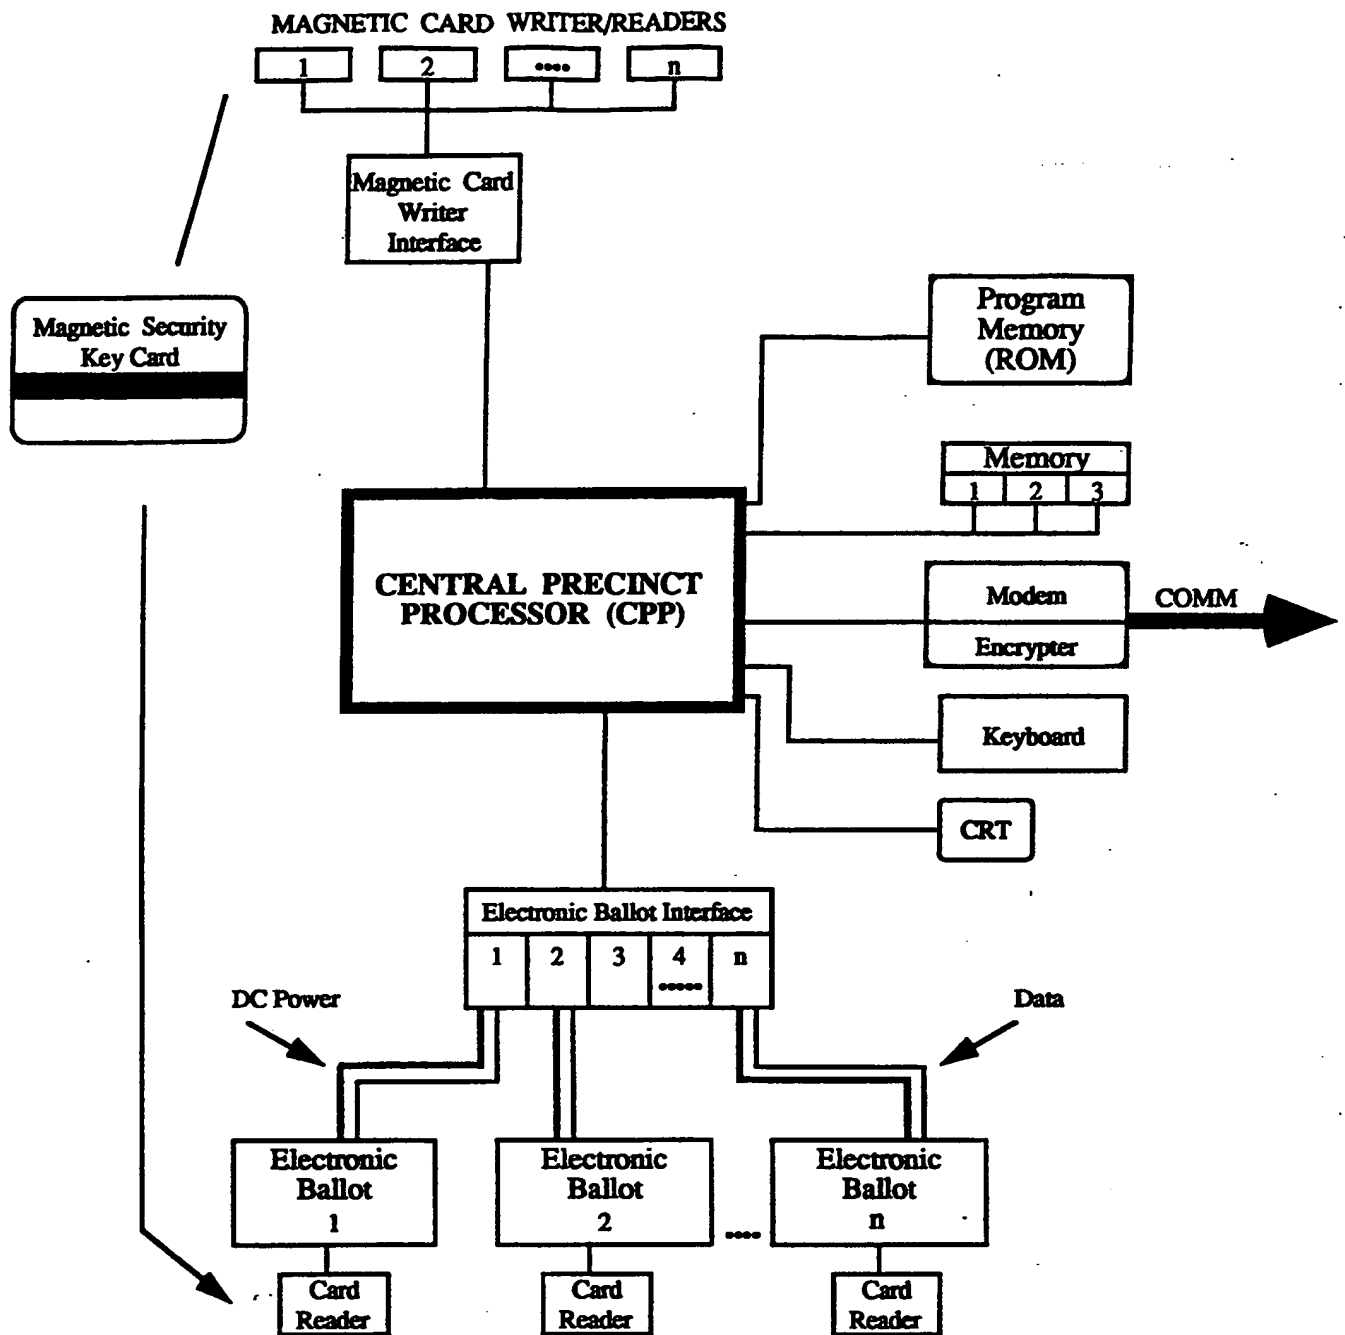 MAGNETIC CARD WRITER/READERS
1 2 .... n
Magnetic Card
Writer
Interface
Magnetic Security
Key Card
Program
Memory
(ROM)
Memory
1 2 3
CENTRAL PRECINCT
PROCESSOR (CPP)
Modem
Encrypter
COMM
Keyboard
CRT
Electronic Ballot Interface
1 2 3 4 ..... n
DC Power
Data
Electronic
Ballot
1
Electronic
Ballot
2
....
Electronic
Ballot
n
Card
Reader
Card
Reader
Card
Reader